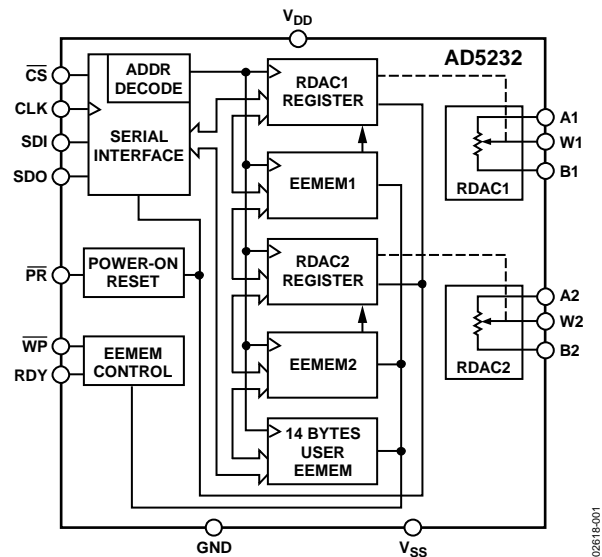 VDD
AD5232
CS
CLK
SDI
SDO
ADDR
DECODE
SERIAL
INTERFACE
RDAC1
REGISTER
EEMEM1
A1
W1
B1
RDAC1
PR
POWER-ON
RESET
RDAC2
REGISTER
WP
RDY
EEMEM
CONTROL
EEMEM2
A2
W2
B2
RDAC2
14 BYTES
USER
EEMEM
GND
VSS
02618-001